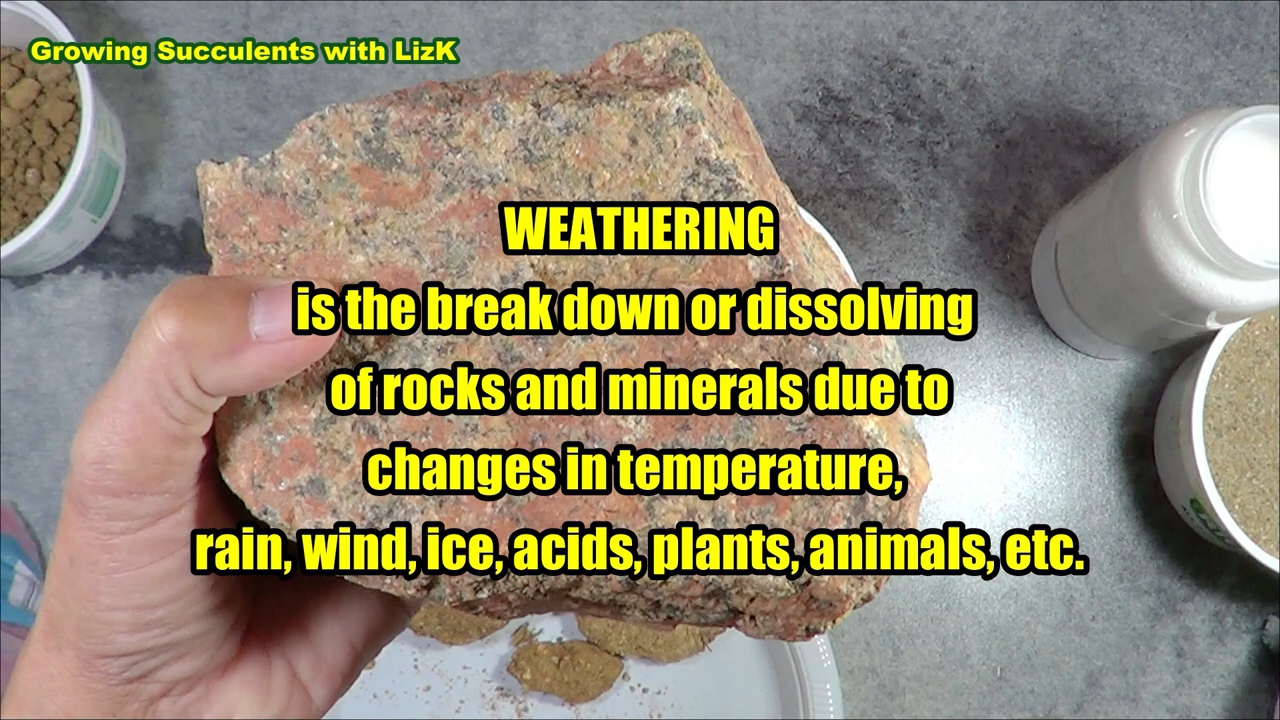 Growing Succulents with LizK
WEATHERING
is the break down or dissolving
of rocks and minerals due to
changes in temperature,
rain, wind, ice, acids, plants, animals, etc.